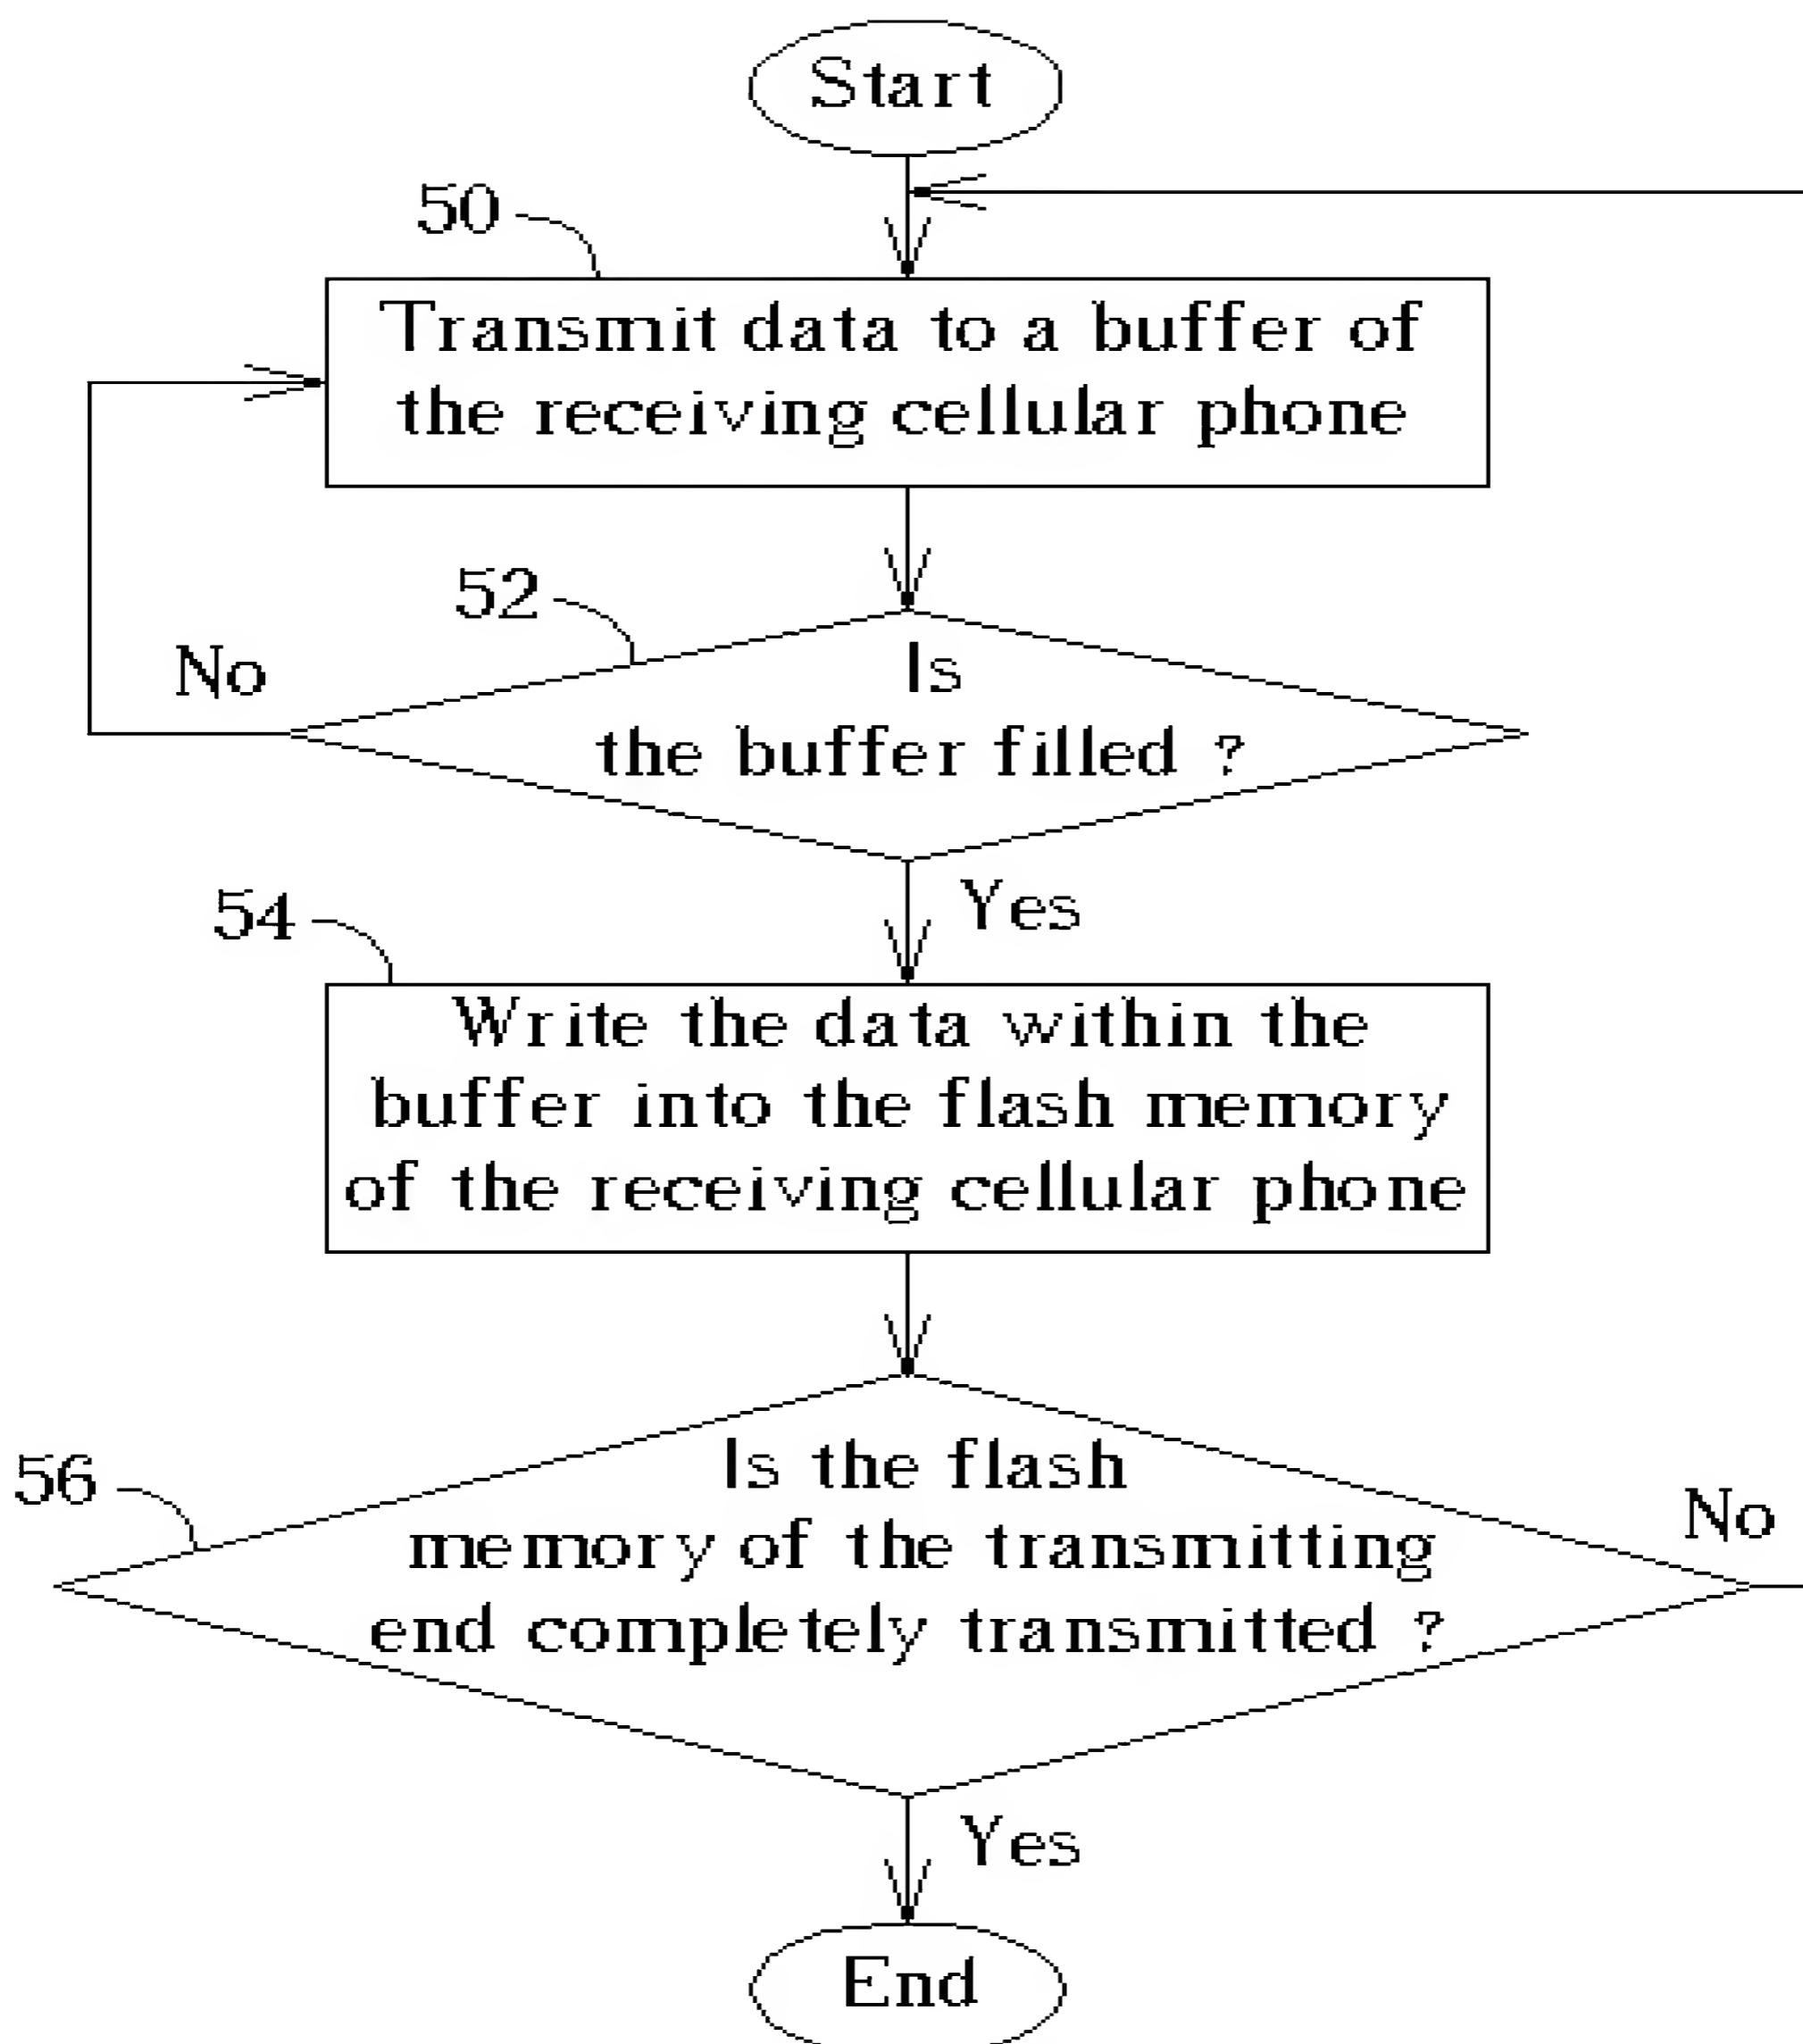 Start
50
Transmit data to a buffer of
the receiving cellular phone
52
Is
the buffer filled ?
No
Yes
54
Write the data within the
buffer into the flash memory
of the receiving cellular phone
56
Is the flash
memory of the transmitting
end completely transmitted ?
No
Yes
End